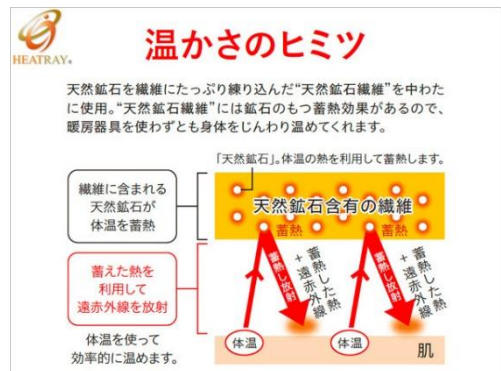 HEATRAY®
温かさのヒミツ
天然鉱石を繊維にたっぷり練り込んだ“天然鉱石繊維”を中わた
に使用。“天然鉱石繊維”には鉱石のもつ蓄熱効果があるので、
暖房器具を使わずとも身体をじんわり温めてくれます。
「天然鉱石」。体温の熱を利用して蓄熱します。
繊維に含まれる
天然鉱石が
体温を蓄熱
天然鉱石含有の繊維
蓄熱
蓄熱
蓄えた熱を
利用して
遠赤外線を放射
蓄熱し放射
蓄熱した熱
+遠赤外線
蓄熱し放射
蓄熱した熱
+遠赤外線
体温を使って
効率的に温めます。
体温
体温
肌